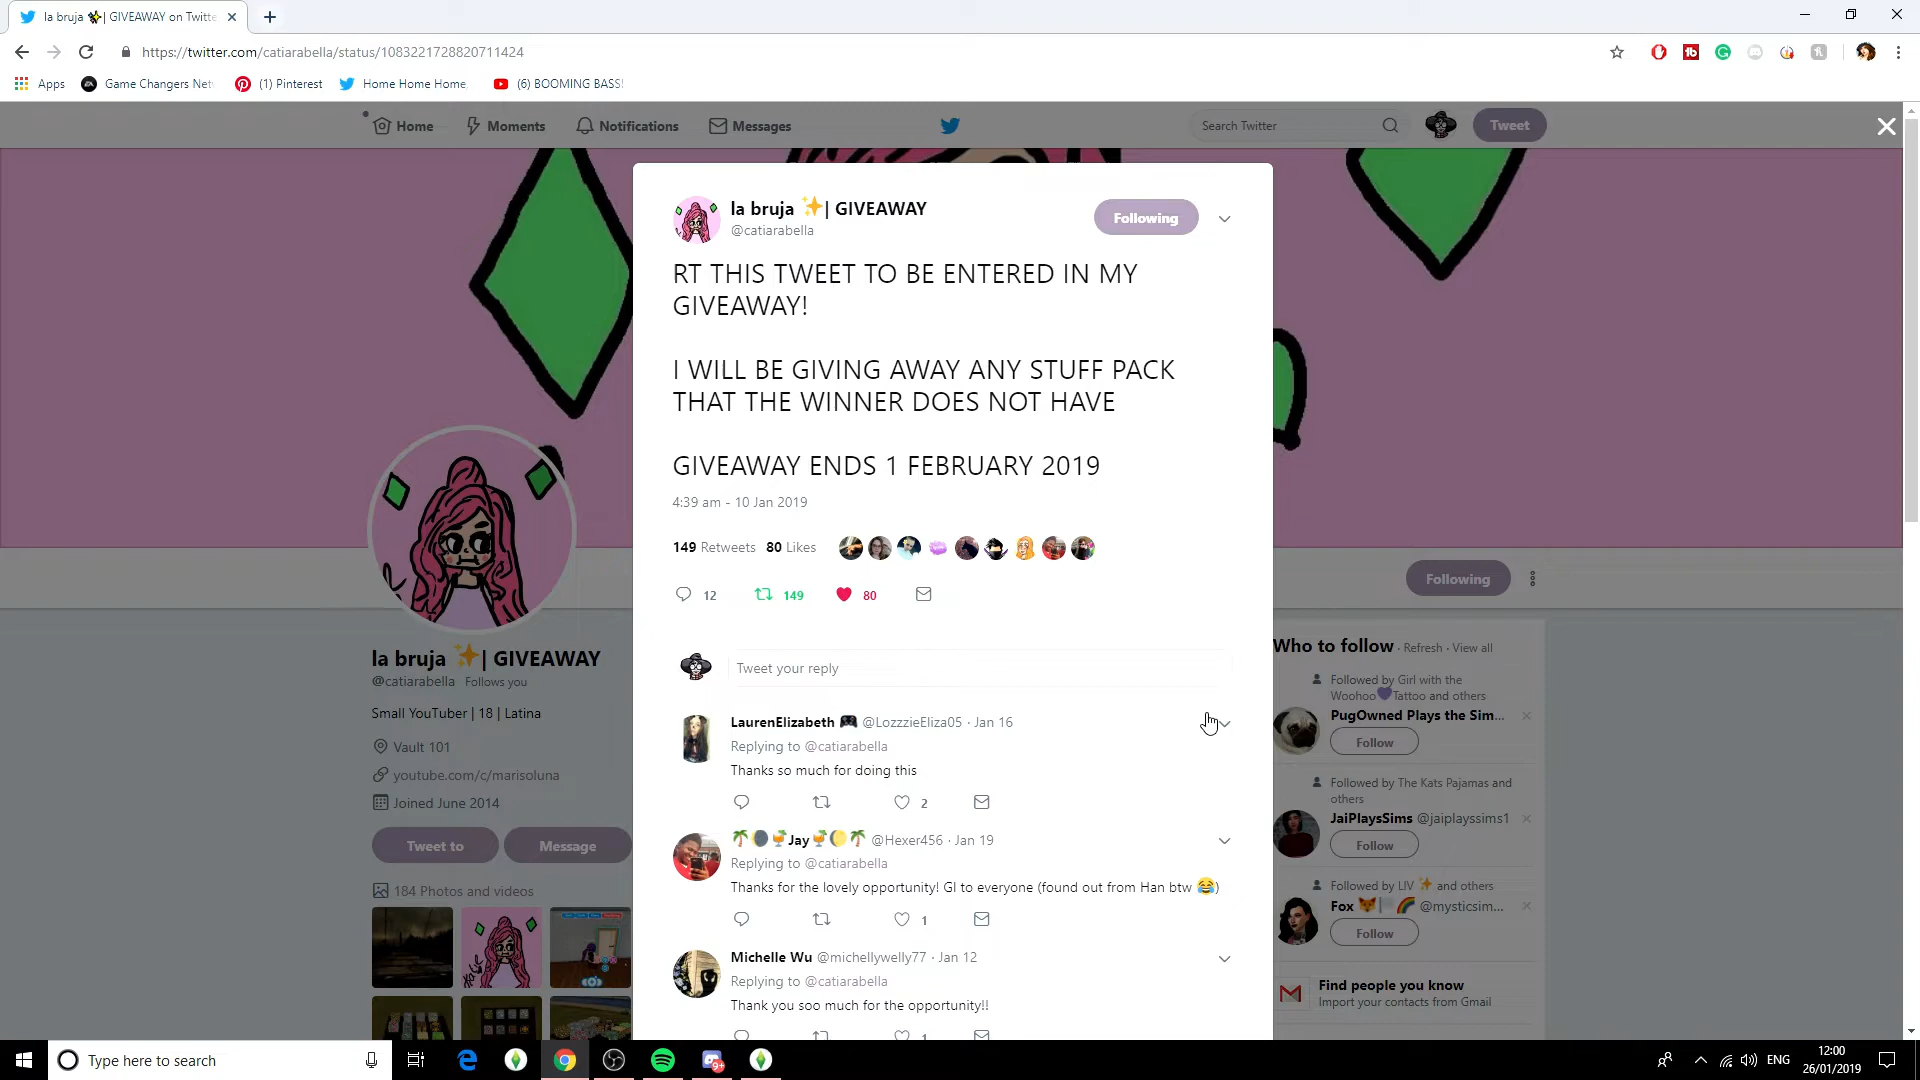 la bruja ✨| GIVEAWAY on Twitte
https://twitter.com/catiarabella/status/1083221728820711424
Apps
Game Changers Net
(1) Pinterest
Home Home Home
(6) BOOMING BASS!
Home
Moments
Notifications
Messages
Search Twitter
Tweet
la bruja ✨| GIVEAWAY
@catiarabella
Following
RT THIS TWEET TO BE ENTERED IN MY
GIVEAWAY!
I WILL BE GIVING AWAY ANY STUFF PACK
THAT THE WINNER DOES NOT HAVE
GIVEAWAY ENDS 1 FEBRUARY 2019
4:39 am - 10 Jan 2019
149 Retweets 80 Likes
12 149 80
Tweet your reply
LaurenElizabeth 🎮 @LozzzieEliza05 · Jan 16
Replying to @catiarabella
Thanks so much for doing this
2
🌴🌘🍹Jay🍹🌔🌴 @Hexer456 · Jan 19
Replying to @catiarabella
Thanks for the lovely opportunity! Gl to everyone (found out from Han btw 😂)
1
Michelle Wu @michellywelly77 · Jan 12
Replying to @catiarabella
Thank you soo much for the opportunity!!
1
la bruja ✨| GIVEAWAY
@catiarabella Follows you
Small YouTuber | 18 | Latina
Vault 101
youtube.com/c/marisoluna
Joined June 2014
Tweet to
Message
184 Photos and videos
Following
Who to follow · Refresh · View all
Followed by Girl with the
Woohoo💜Tattoo and others
PugOwned Plays the Sim...
Follow
Followed by The Kats Pajamas and
others
JaiPlaysSims @jaiplayssims1
Follow
Followed by LIV ✨ and others
Fox 🦊🏳️🌈 @mysticsim...
Follow
Find people you know
Import your contacts from Gmail
Type here to search
9+
ENG
12:00
26/01/2019